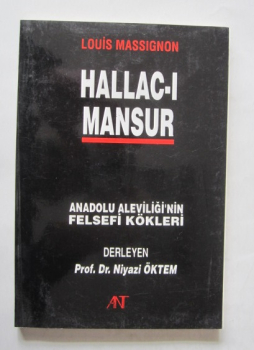 LOUİS MASSIGNON
HALLAC-I
MANSUR
ANADOLU ALEVİLİĞİ'NİN
FELSEFİ KÖKLERİ
DERLEYEN
Prof. Dr. Niyazi ÖKTEM
ANT